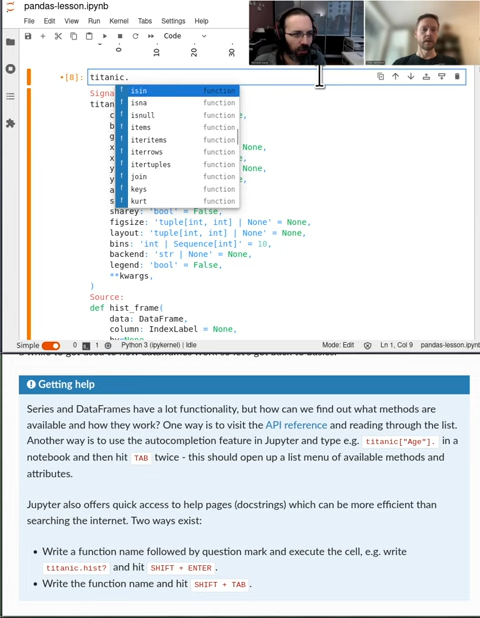 pandas-lesson.ipynb
File Edit View Run Kernel Tabs Settings Help
Code
0
10
20
30
[8]: titanic.
isin function
isna function
isnull function
items function
iteritems function
iterrows function
itertuples function
join function
keys function
kurt function
Signa
titan
None,
None,
sharey: 'bool' = False,
figsize: 'tuple[int, int] | None' = None,
layout: 'tuple[int, int] | None' = None,
bins: 'int | Sequence[int]' = 10,
backend: 'str | None' = None,
legend: 'bool' = False,
**kwargs,
)
Source:
def hist_frame(
data: DataFrame,
column: IndexLabel = None,
Simple 0 1 Python 3 (ipykernel) | Idle Mode: Edit Ln 1, Col 9 pandas-lesson.ipynb
Getting help
Series and DataFrames have a lot functionality, but how can we find out what methods are
available and how they work? One way is to visit the API reference and reading through the list.
Another way is to use the autocompletion feature in Jupyter and type e.g. titanic["Age"]. in a
notebook and then hit TAB twice - this should open up a list menu of available methods and
attributes.
Jupyter also offers quick access to help pages (docstrings) which can be more efficient than
searching the internet. Two ways exist:
• Write a function name followed by question mark and execute the cell, e.g. write
titanic.hist? and hit SHIFT + ENTER .
• Write the function name and hit SHIFT + TAB .